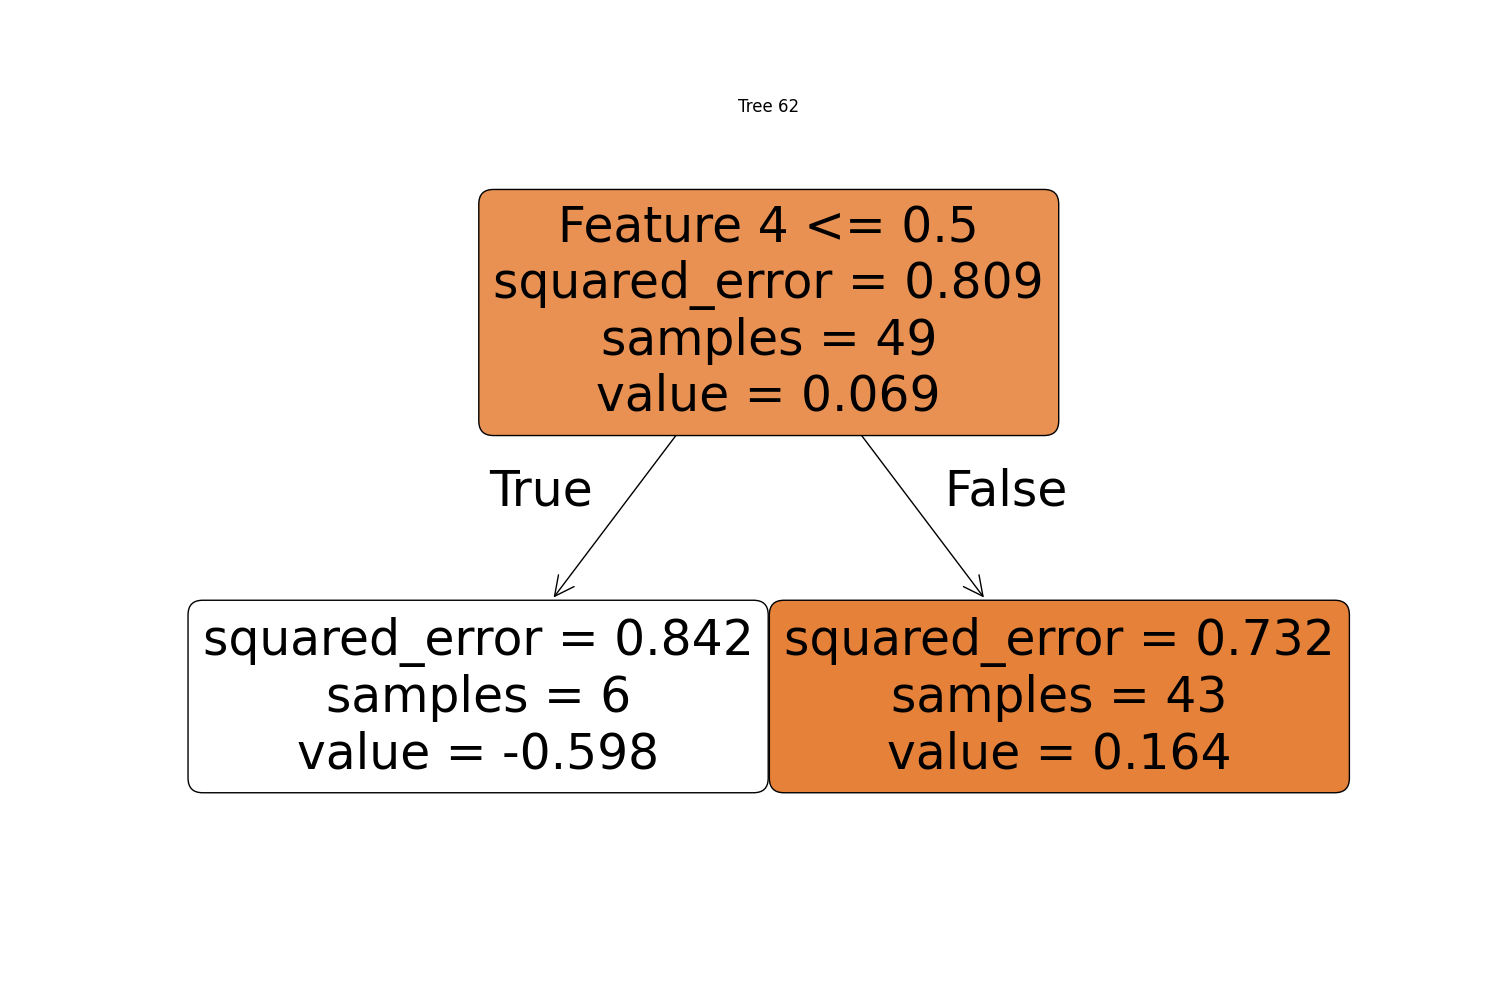 Tree 62
Feature 4 <= 0.5
squared_error = 0.809
samples = 49
value = 0.069
True
False
squared_error = 0.842
samples = 6
value = -0.598
squared_error = 0.732
samples = 43
value = 0.164